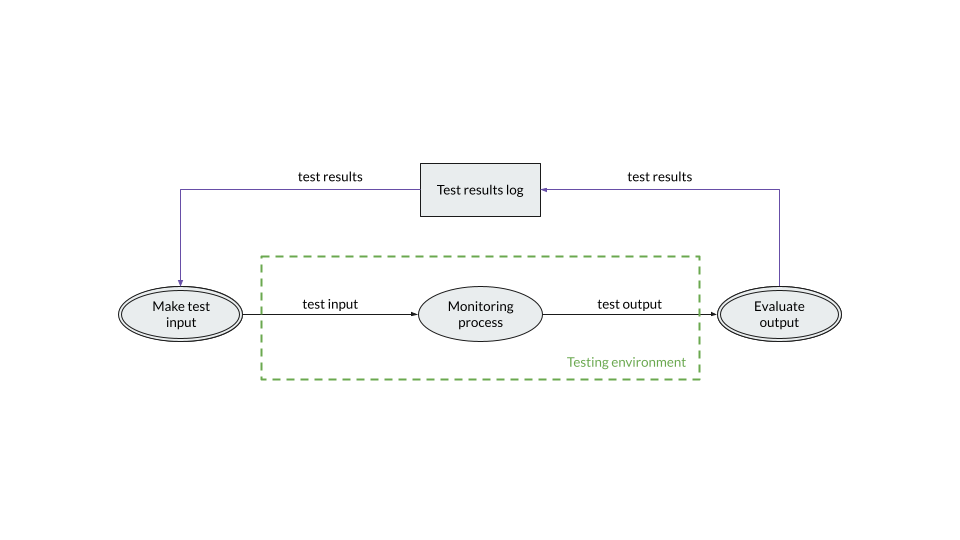 test results
test results
Test results log
test input
test output
Make test
input
Monitoring
process
Evaluate
output
Testing environment